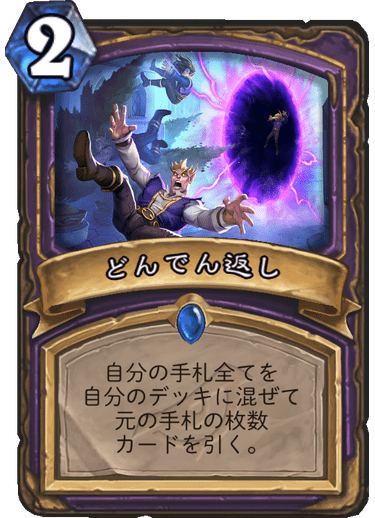 2
どんでん返し
自分の手札全てを
自分のデッキに混ぜて
元の手札の枚数
カードを引く。